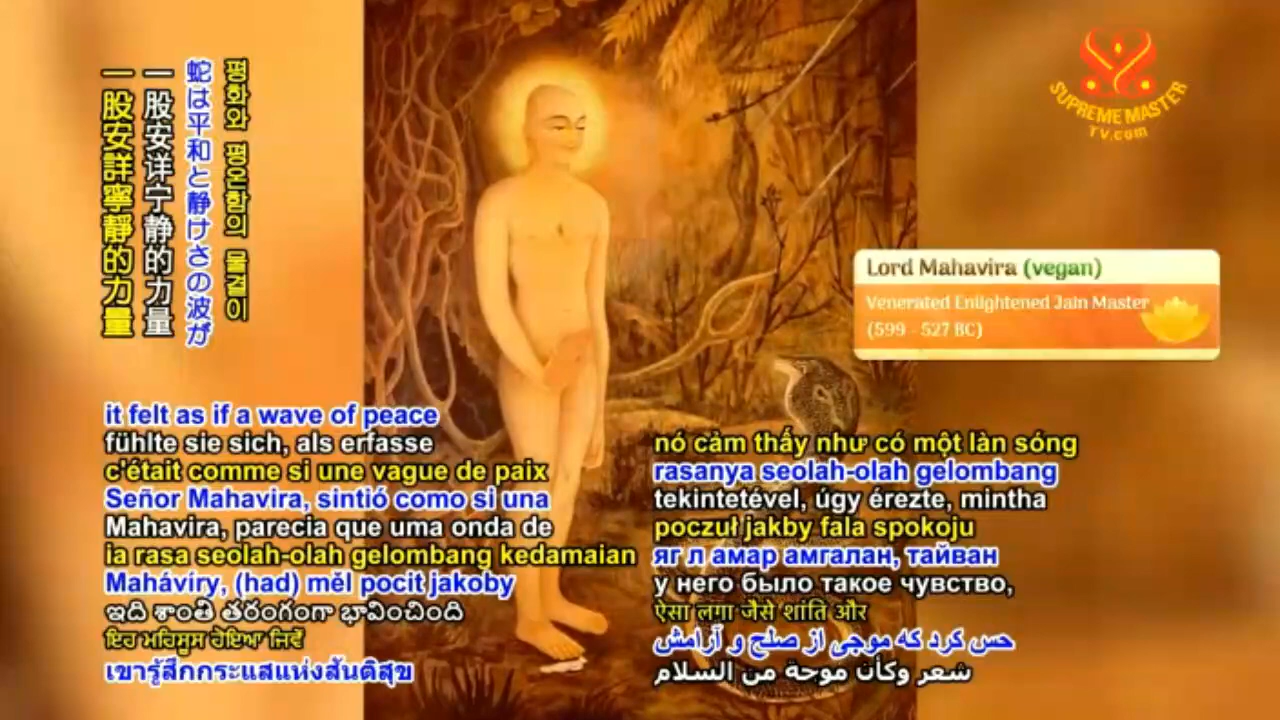 평화와 평온함의 물결이
蛇は平和と静けさの波が
一股安详宁静的力量
一股安詳寧靜的力量
SUPREME MASTER
TV.com
Lord Mahavira (vegan)
Venerated Enlightened Jain Master
(599 - 527 BC)
it felt as if a wave of peace
fühlte sie sich, als erfasse
c'était comme si une vague de paix
Señor Mahavira, sintió como si una
Mahavira, parecia que uma onda de
ia rasa seolah-olah gelombang kedamaian
Mahávíry, (had) měl pocit jakoby
ఇది శాంతి తరంగంగా భావించింది
ਇਹ ਮਹਿਸੂਸ ਹੋਇਆ ਜਿਵੇਂ
เขารู้สึกกระแสแห่งสันติสุข
nó cảm thấy như có một làn sóng
rasanya seolah-olah gelombang
tekintetével, úgy érezte, mintha
poczuł jakby fala spokoju
яг л амар амгалан, тайван
у него было такое чувство,
ऐसा लगा जैसे शांति और
حس کرد که موجی از صلح و آرامش
شعر وكأن موجة من السلام